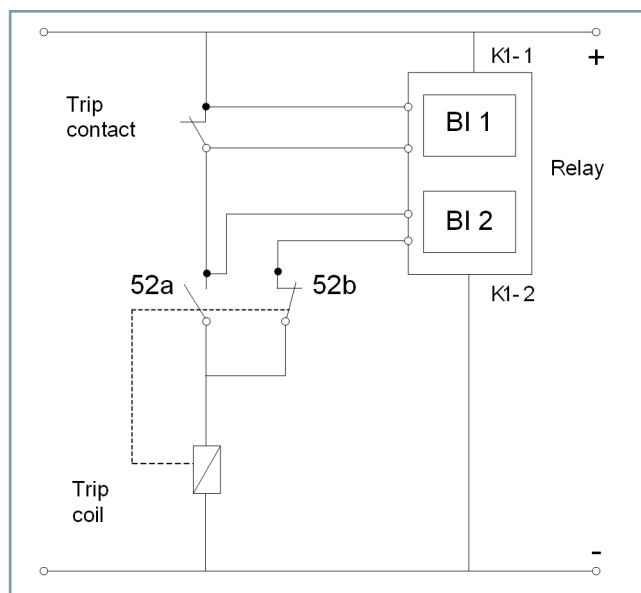 K1-1
+
Trip
contact
BI 1
Relay
BI 2
52a
52b
K1-2
Trip
coil
-